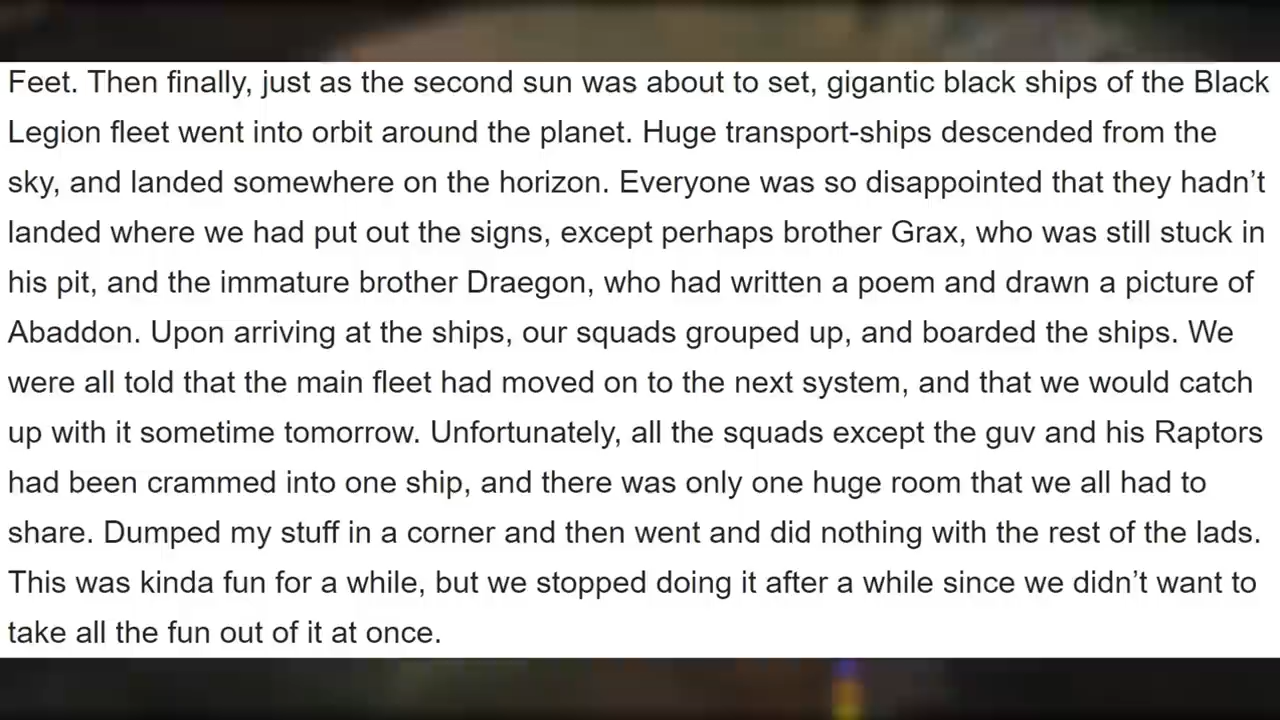 Feet. Then finally, just as the second sun was about to set, gigantic black ships of the Black
Legion fleet went into orbit around the planet. Huge transport-ships descended from the
sky, and landed somewhere on the horizon. Everyone was so disappointed that they hadn’t
landed where we had put out the signs, except perhaps brother Grax, who was still stuck in
his pit, and the immature brother Draegon, who had written a poem and drawn a picture of
Abaddon. Upon arriving at the ships, our squads grouped up, and boarded the ships. We
were all told that the main fleet had moved on to the next system, and that we would catch
up with it sometime tomorrow. Unfortunately, all the squads except the guv and his Raptors
had been crammed into one ship, and there was only one huge room that we all had to
share. Dumped my stuff in a corner and then went and did nothing with the rest of the lads.
This was kinda fun for a while, but we stopped doing it after a while since we didn’t want to
take all the fun out of it at once.